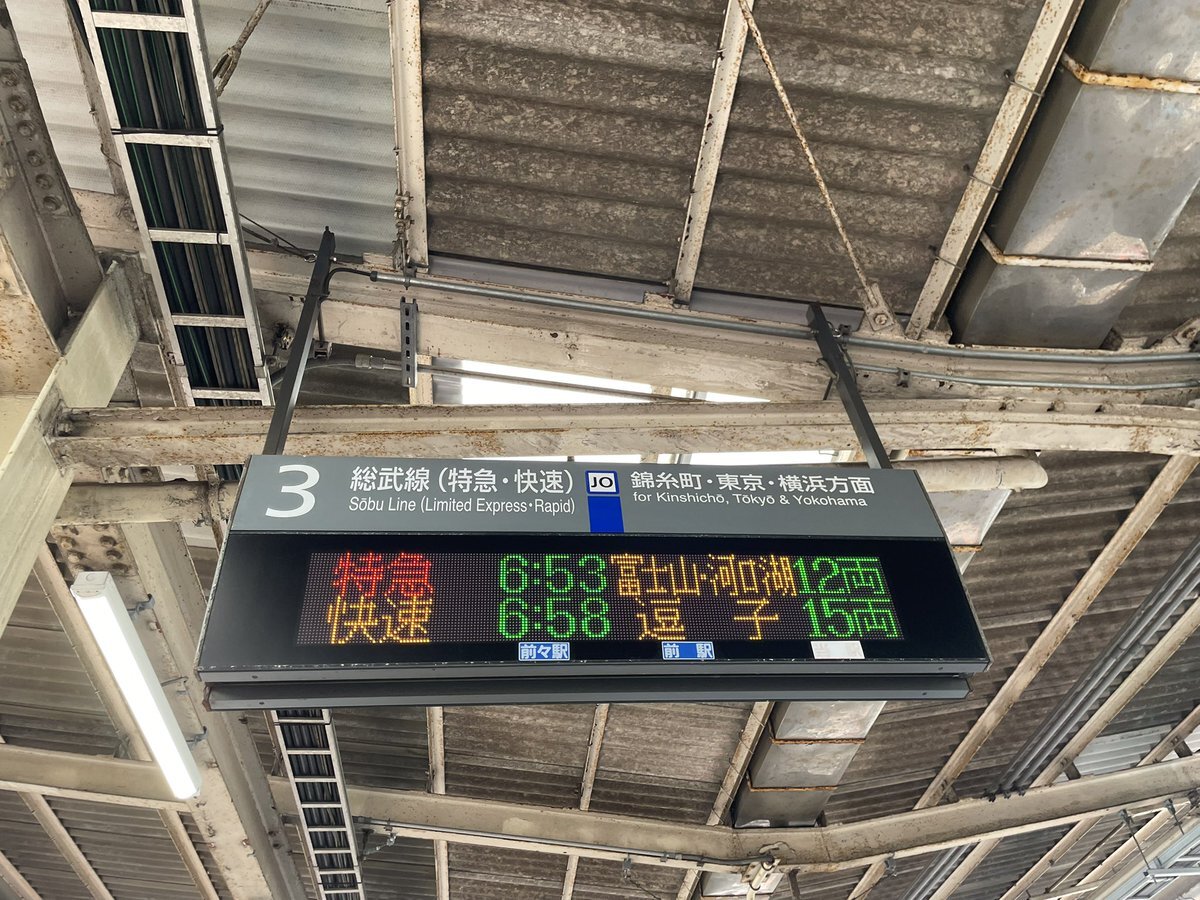 3
総武線（特急・快速）
Sōbu Line (Limited Express・Rapid)
JO
錦糸町・東京・横浜方面
for Kinshichō, Tōkyō & Yokohama
特急 6:53 富士山・河口湖 12両
快速 6:58 逗子 15両
前々駅 前駅